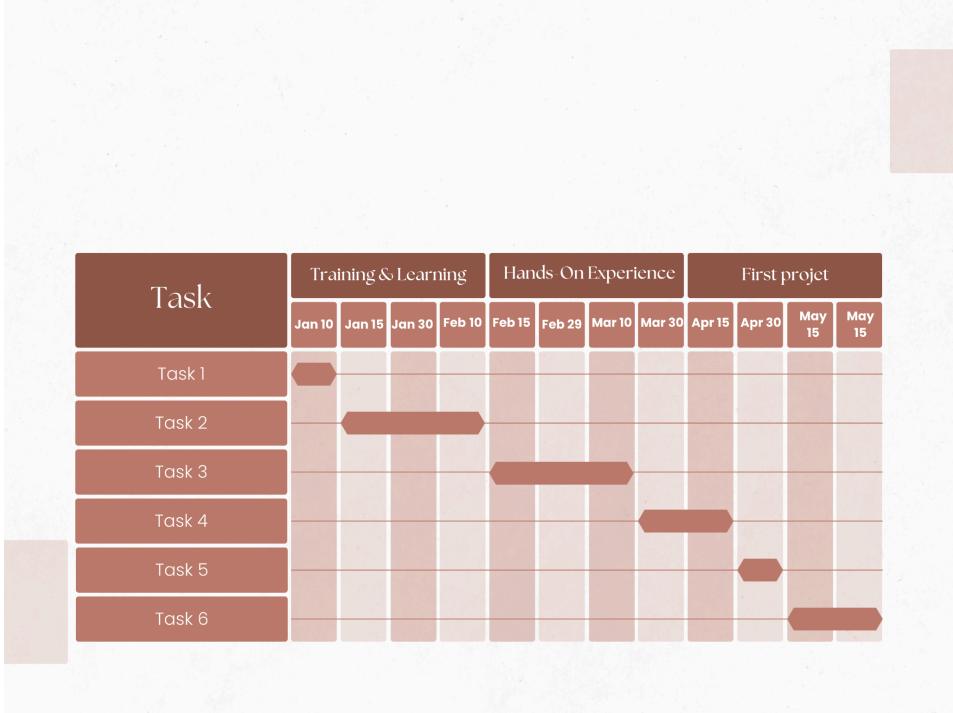 Task
Training & Learning
Hands-On Experience
First projet
Jan 10
Jan 15
Jan 30
Feb 10
Feb 15
Feb 29
Mar 10
Mar 30
Apr 15
Apr 30
May
15
May
15
Task 1
Task 2
Task 3
Task 4
Task 5
Task 6